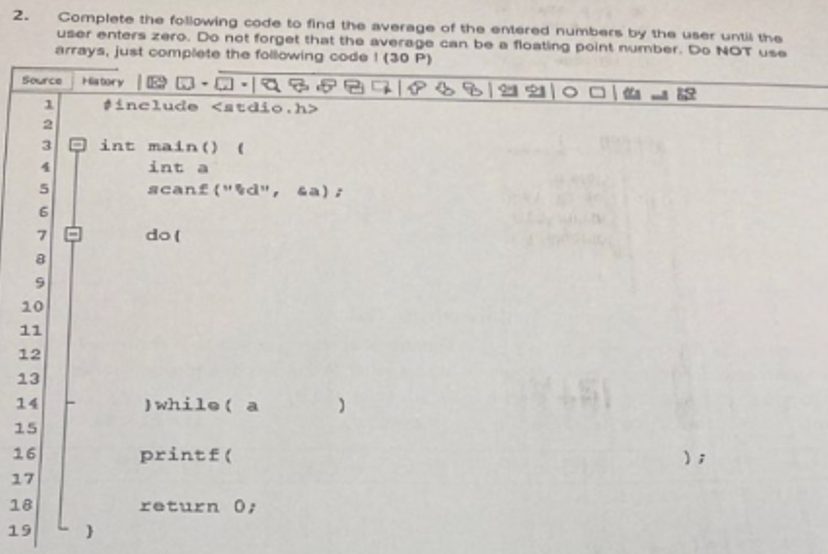 2. Complete the following code to find the average of the entered numbers by the user until the
user enters zero. Do not forget that the average can be a floating point number. Do NOT use
arrays, just complete the following code ! (30 P)
Source History
1 #include <stdio.h>
2
3 int main() {
4 int a
5 scanf("%d", &a);
6
7 do{
8
9
10
11
12
13
14 }while( a )
15
16 printf( );
17
18 return 0;
19 }